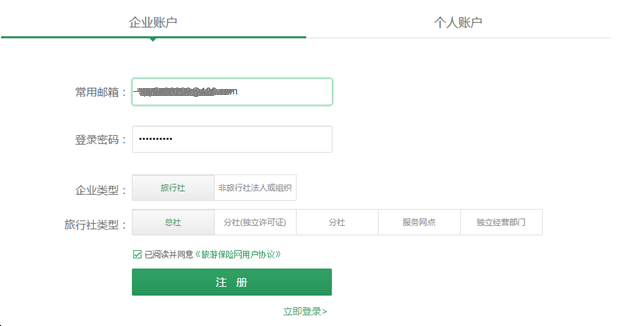 企业账户 个人账户
常用邮箱：
登录密码： ••••••••••
企业类型： 旅行社 非旅行社法人或组织
旅行社类型： 总社 分社(独立许可证) 分社 服务网点 独立经营部门
已阅读并同意《旅游保险网用户协议》
注 册
立即登录>